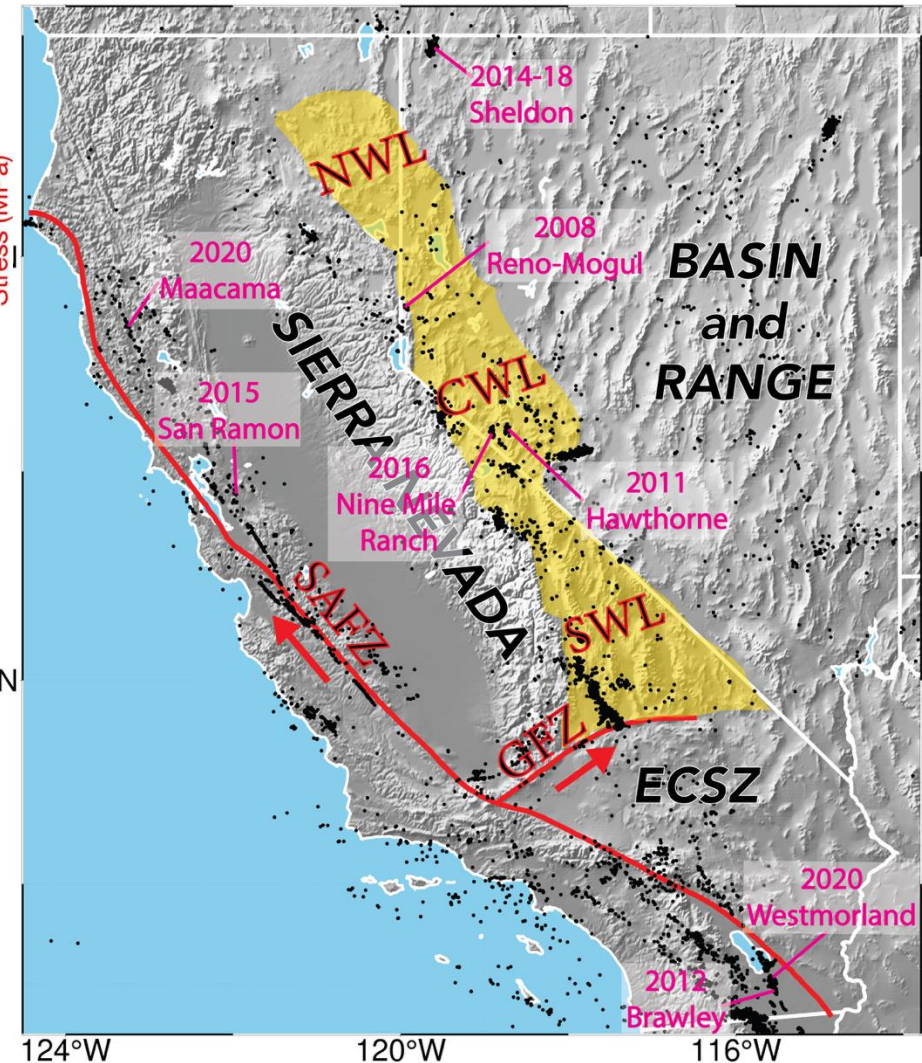 2014-18
Sheldon
NWL
2008
Reno-Mogul
BASIN
and
RANGE
2020
Maacama
Stress (MPa)
SIERRA NEVADA
CWL
2015
San Ramon
2016
Nine Mile
Ranch
2011
Hawthorne
SAFZ
SWL
N
GFZ
ECSZ
2020
Westmorland
2012
Brawley
124°W
120°W
116°W